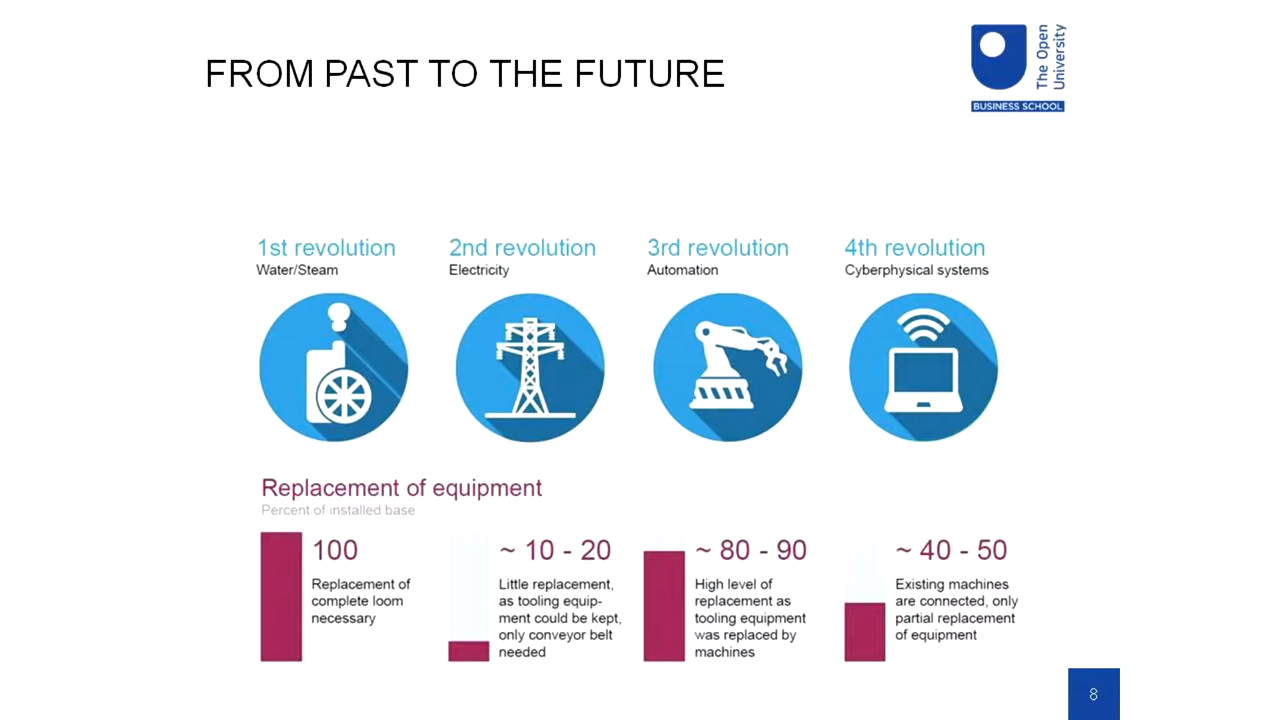 FROM PAST TO THE FUTURE
The Open
University
BUSINESS SCHOOL
1st revolution
Water/Steam
2nd revolution
Electricity
3rd revolution
Automation
4th revolution
Cyberphysical systems
Replacement of equipment
Percent of installed base
100
Replacement of
complete loom
necessary
~ 10 - 20
Little replacement,
as tooling equip-
ment could be kept,
only conveyor belt
needed
~ 80 - 90
High level of
replacement as
tooling equipment
was replaced by
machines
~ 40 - 50
Existing machines
are connected, only
partial replacement
of equipment
8